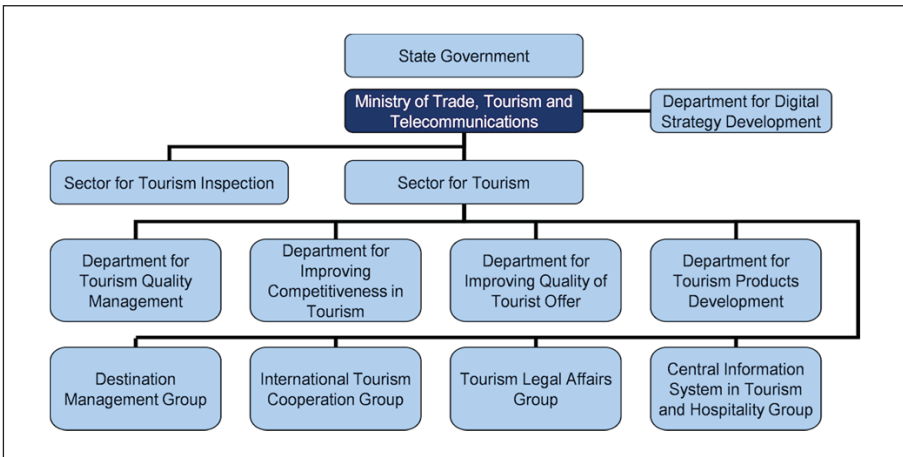 State Government
Ministry of Trade, Tourism and
Telecommunications
Department for Digital
Strategy Development
Sector for Tourism Inspection
Sector for Tourism
Department for
Tourism Quality
Management
Department for
Improving
Competitiveness in
Tourism
Department for
Improving Quality of
Tourist Offer
Department for
Tourism Products
Development
Destination
Management Group
International Tourism
Cooperation Group
Tourism Legal Affairs
Group
Central Information
System in Tourism
and Hospitality Group